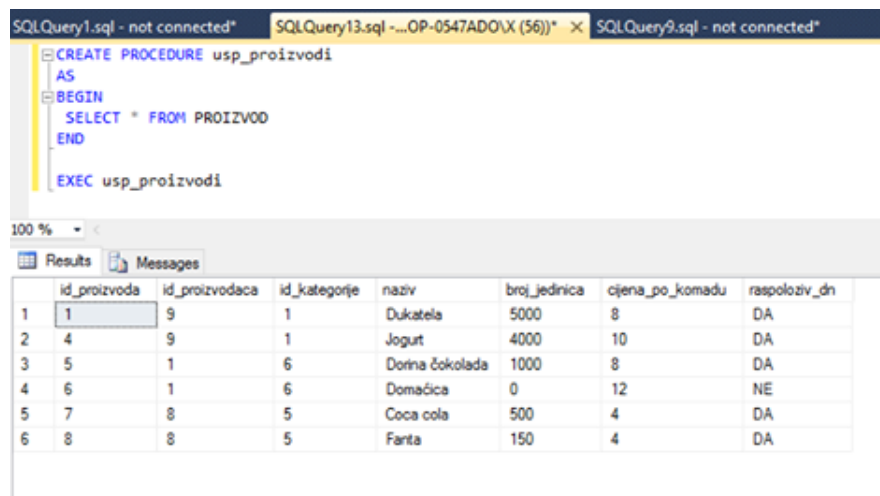 SQLQuery1.sql - not connected* SQLQuery13.sql -...OP-0547ADO\X (56))* SQLQuery9.sql - not connected*
CREATE PROCEDURE usp_proizvodi
AS
BEGIN
SELECT * FROM PROIZVOD
END
EXEC usp_proizvodi
100 %
Results Messages
id_proizvoda id_proizvodaca id_kategorije naziv broj_jedinica cijena_po_komadu raspoloziv_dn
1 1 9 1 Dukatela 5000 8 DA
2 4 9 1 Jogurt 4000 10 DA
3 5 1 6 Dorina čokolada 1000 8 DA
4 6 1 6 Domaćica 0 12 NE
5 7 8 5 Coca cola 500 4 DA
6 8 8 5 Fanta 150 4 DA